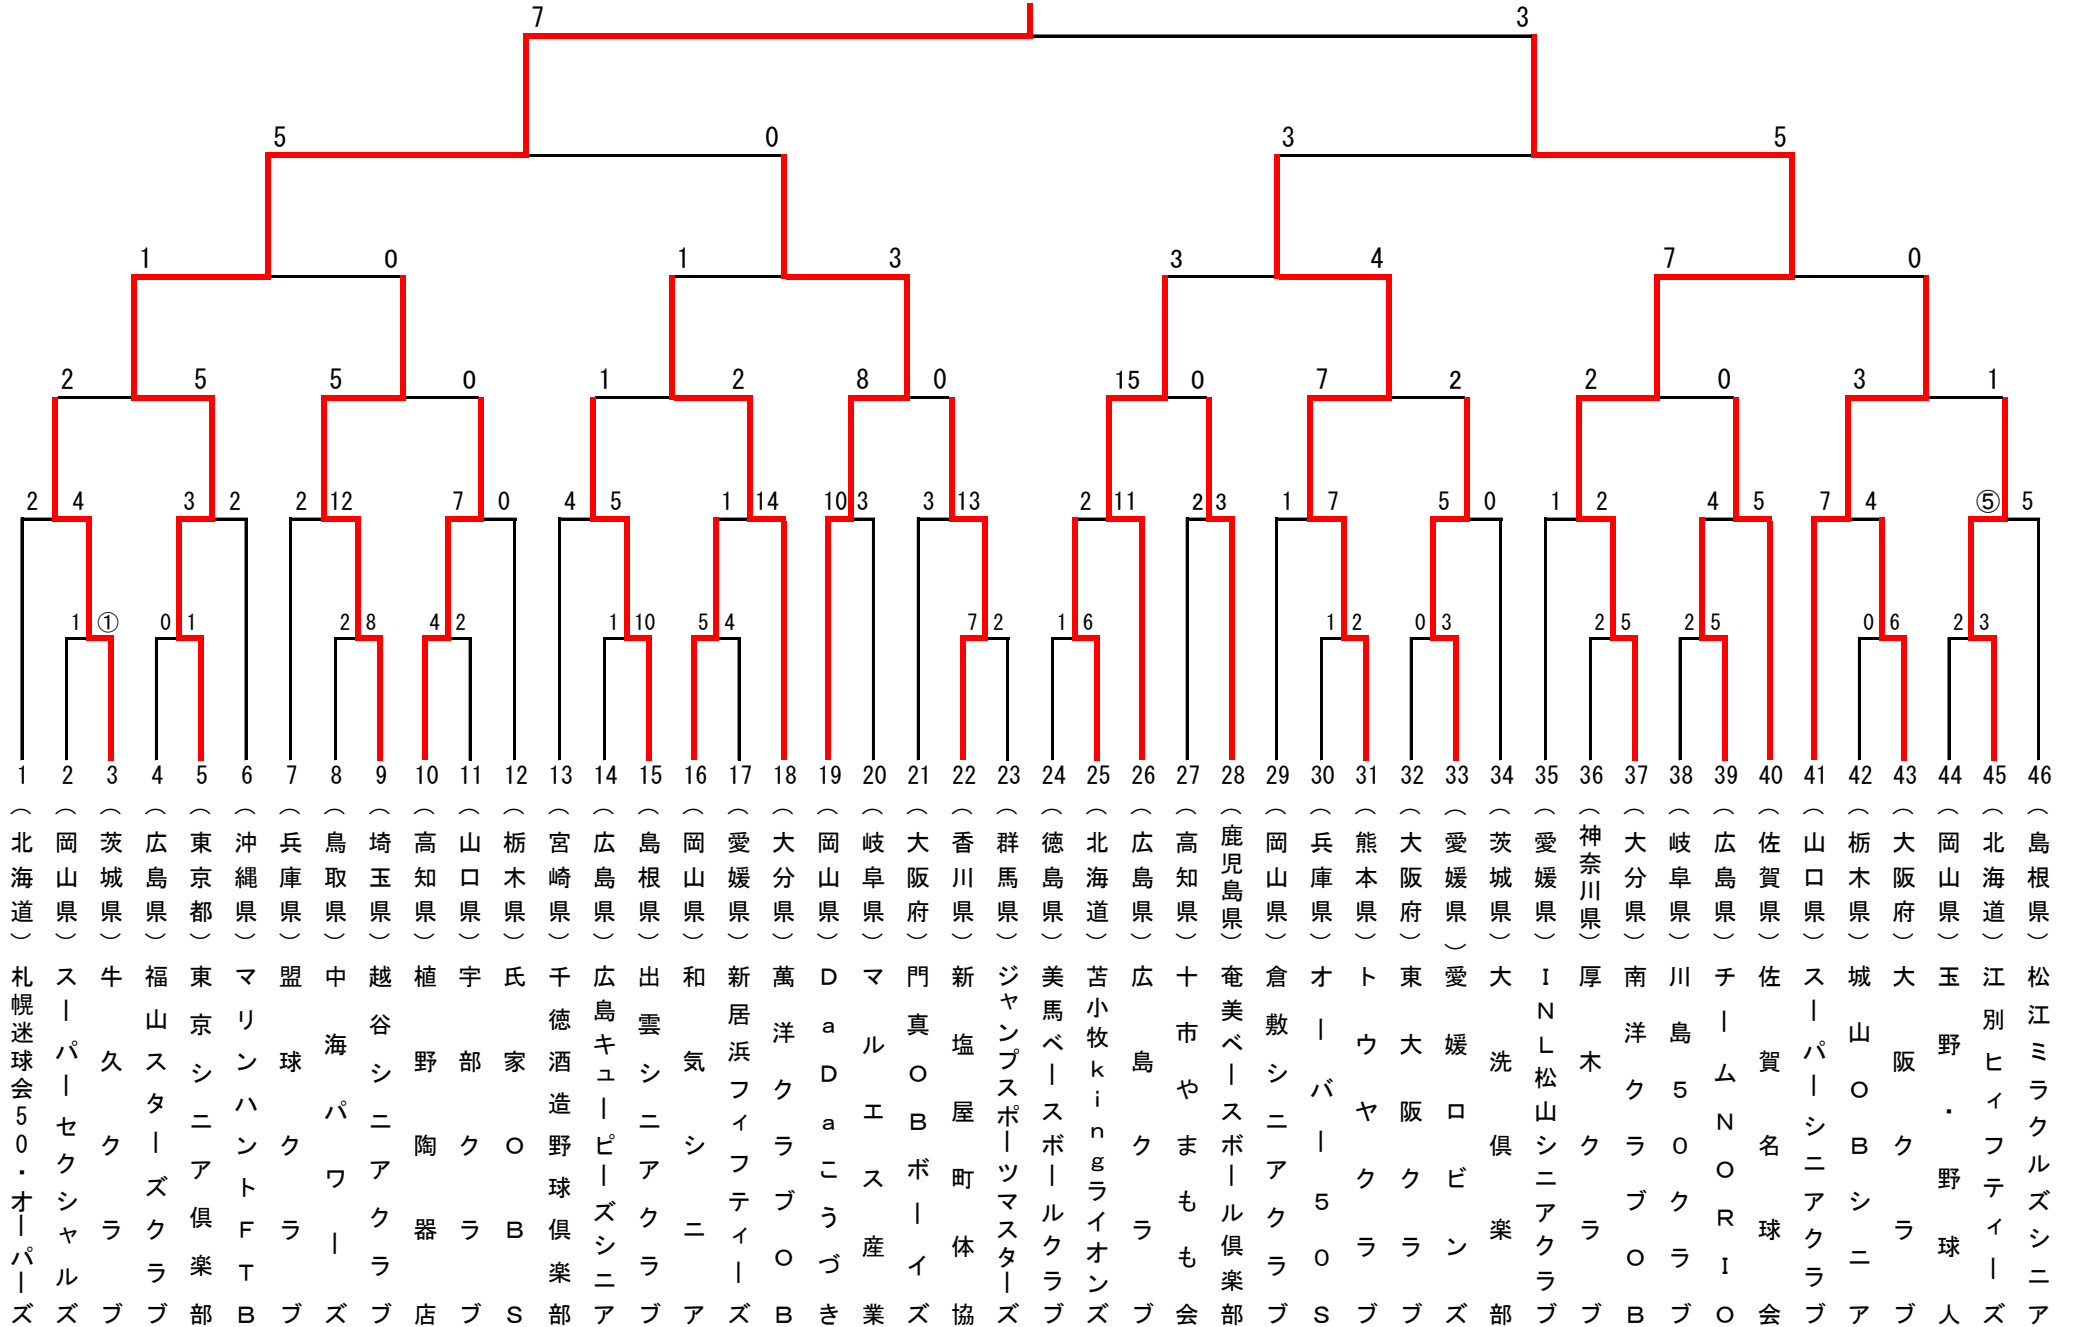 7 3
5 0 3 5
1 0 1 3 3 4 7 0
2 5 5 0 1 2 8 0 15 0 7 2 2 0 3 1
2 4 3 2 2 12 7 0 4 5 1 14 10 3 3 13 2 11 2 3 1 7 5 0 1 2 4 5 7 4 ⑤ 5
1 ① 0 1 2 8 4 2 1 10 5 4 7 2 1 6 1 2 0 3 2 5 2 5 0 6 2 3
1 (北海道) 札幌迷球会50・オーパーズ
2 (岡山県) スーパーセクシャルズ
3 (茨城県) 牛久クラブ
4 (広島県) 福山スターズクラブ
5 (東京都) 東京シニア倶楽部
6 (沖縄県) マリンハントFTB
7 (兵庫県) 盟球クラブ
8 (鳥取県) 中海パワーズ
9 (埼玉県) 越谷シニアクラブ
10 (高知県) 植野陶器店
11 (山口県) 宇部クラブ
12 (栃木県) 氏家OBS
13 (宮崎県) 千徳酒造野球倶楽部
14 (広島県) 広島キューピーズシニア
15 (島根県) 出雲シニアクラブ
16 (岡山県) 和気シニア
17 (愛媛県) 新居浜フィフティーズ
18 (大分県) 萬洋クラブOB
19 (岡山県) DaDaこうづき
20 (岐阜県) マルエス産業
21 (大阪府) 門真OBボーイズ
22 (香川県) 新塩屋町体協
23 (群馬県) ジャンプスポーツマスターズ
24 (徳島県) 美馬ベースボールクラブ
25 (北海道) 苫小牧kingライオンズ
26 (広島県) 広島クラブ
27 (高知県) 十市やまもも会
28 (鹿児島県) 奄美ベースボール倶楽部
29 (岡山県) 倉敷シニアクラブ
30 (兵庫県) オーバー50S
31 (熊本県) トウヤクラブ
32 (大阪府) 東大阪クラブ
33 (愛媛県) 愛媛ロビンズ
34 (茨城県) 大洗倶楽部
35 (愛媛県) INL松山シニアクラブ
36 (神奈川県) 厚木クラブ
37 (大分県) 南洋クラブOB
38 (岐阜県) 川島50クラブ
39 (広島県) チームNORIO
40 (佐賀県) 佐賀名球会
41 (山口県) スーパーシニアクラブ
42 (栃木県) 城山OBシニア
43 (大阪府) 大阪クラブ
44 (岡山県) 玉野・野球人
45 (北海道) 江別ヒィフティーズ
46 (島根県) 松江ミラクルズシニア